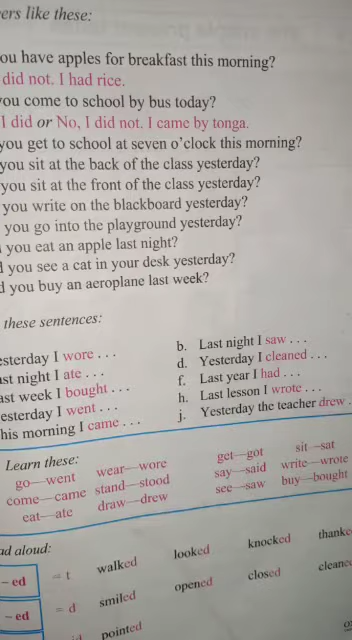 ers like these:
ou have apples for breakfast this morning?
did not. I had rice.
ou come to school by bus today?
I did or No, I did not. I came by tonga.
you get to school at seven o'clock this morning?
you sit at the back of the class yesterday?
you sit at the front of the class yesterday?
you write on the blackboard yesterday?
you go into the playground yesterday?
you eat an apple last night?
you see a cat in your desk yesterday?
d you buy an aeroplane last week?
these sentences:
esterday I wore . . .
b. Last night I saw . . .
ast night I ate . . .
d. Yesterday I cleaned . . .
ast week I bought . . .
f. Last year I had . . .
esterday I went . . .
h. Last lesson I wrote . . .
his morning I came . . .
j. Yesterday the teacher drew .
Learn these:
go—went wear—wore get—got sit—sat
come—came stand—stood say—said write—wrote
eat—ate draw—drew see—saw buy—bought
ad aloud:
– ed = t walked looked knocked thanke
– ed = d smiled opened closed cleane
id pointed